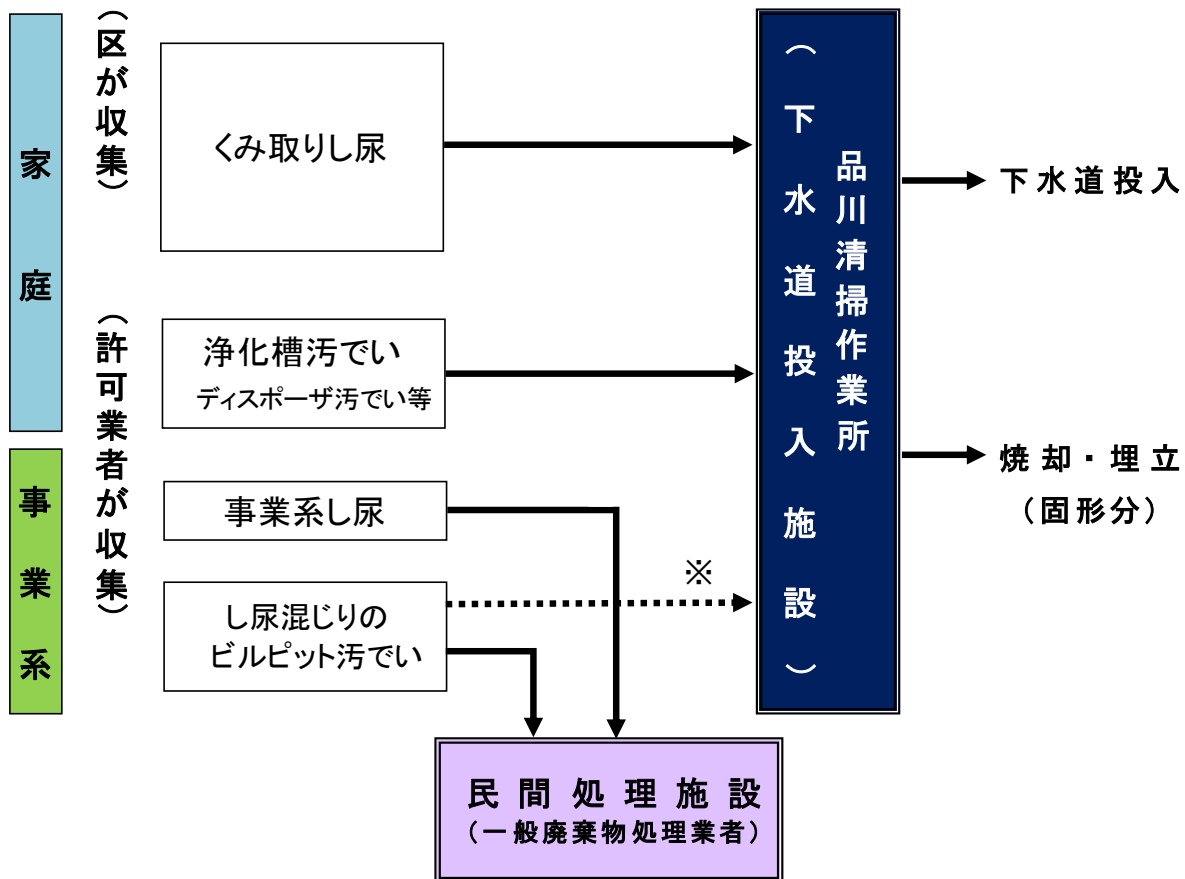 家庭
(区が収集)
くみ取りし尿
(許可業者が収集)
浄化槽汚でい
ディスポーザ汚でい等
事業系
事業系し尿
し尿混じりの
ビルピット汚でい
※
品川清掃作業所
(下水道投入施設)
下水道投入
焼却・埋立
(固形分)
民間処理施設
(一般廃棄物処理業者)